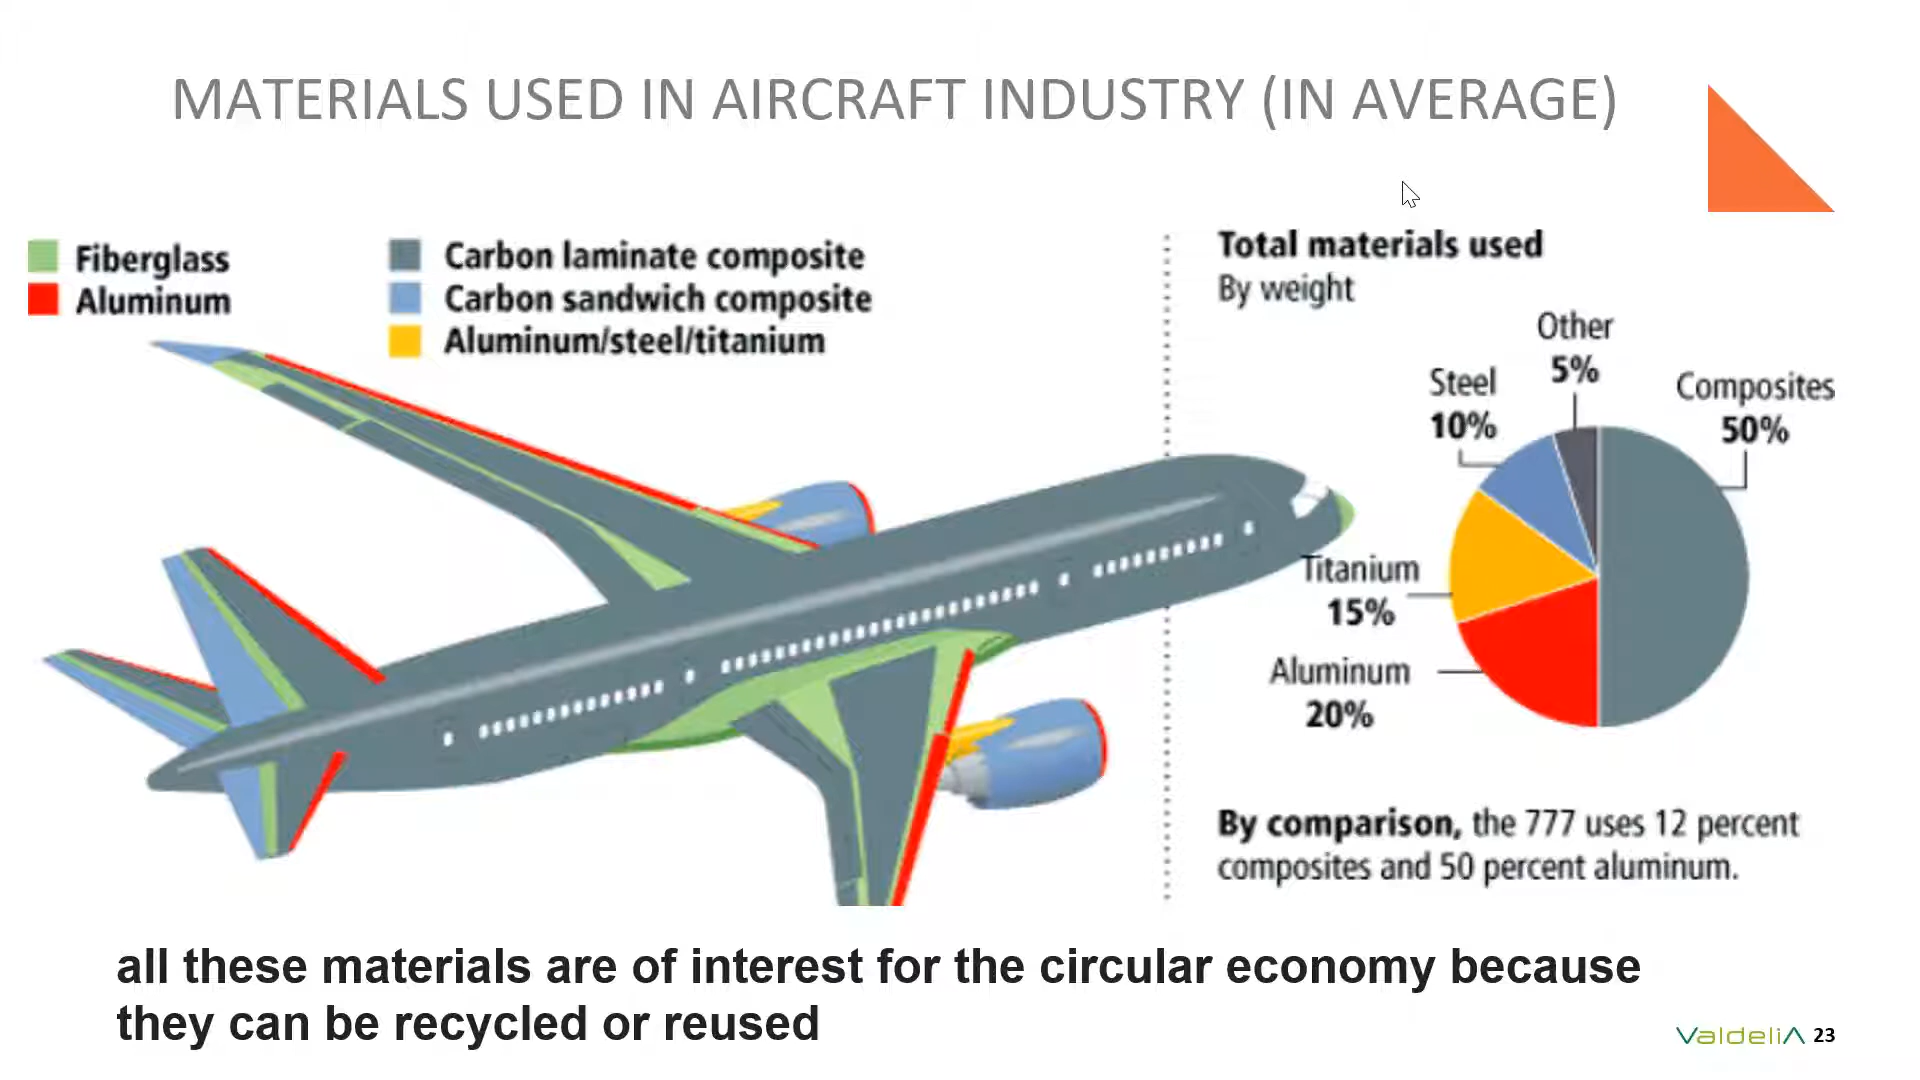 MATERIALS USED IN AIRCRAFT INDUSTRY (IN AVERAGE)
Fiberglass
Aluminum
Carbon laminate composite
Carbon sandwich composite
Aluminum/steel/titanium
Total materials used
By weight
Other
5%
Steel
10%
Composites
50%
Titanium
15%
Aluminum
20%
By comparison, the 777 uses 12 percent
composites and 50 percent aluminum.
all these materials are of interest for the circular economy because
they can be recycled or reused
ValdeliA 23